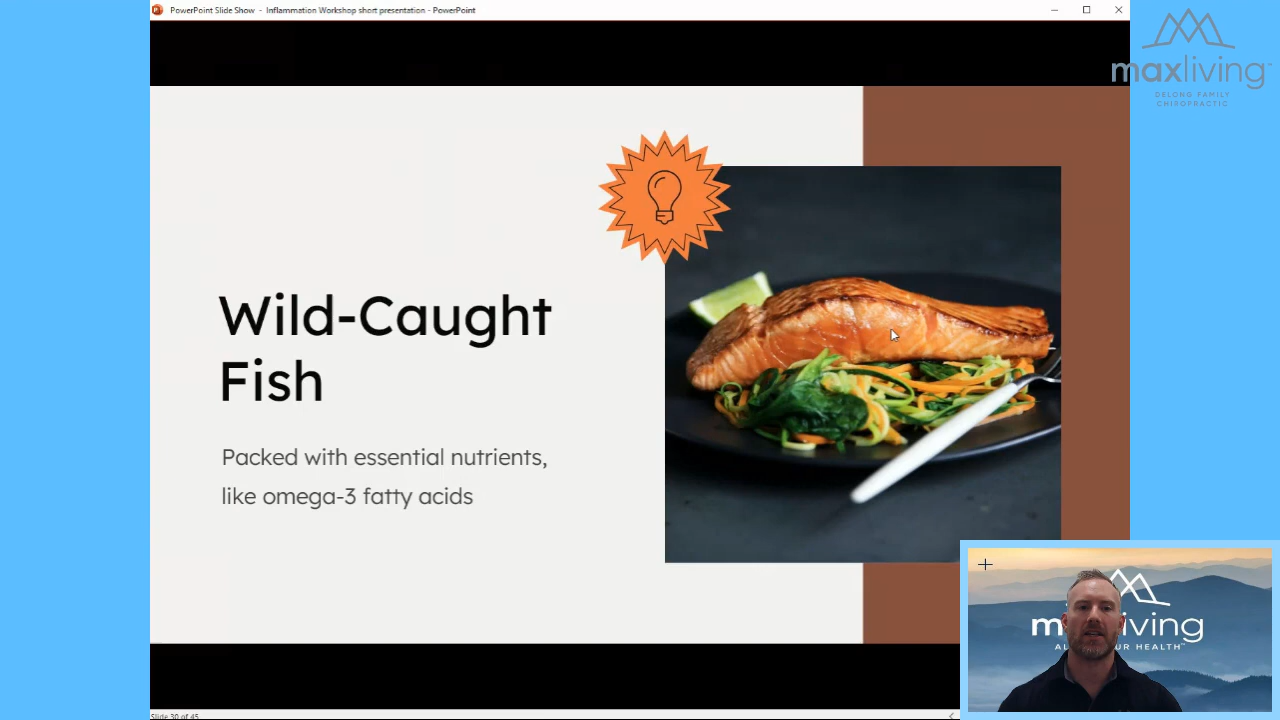 PowerPoint Slide Show - Inflammation Workshop short presentation - PowerPoint
maxliving
DELONG FAMILY
CHIROPRACTIC
Wild-Caught
Fish
Packed with essential nutrients,
like omega-3 fatty acids
Slide 30 of 45